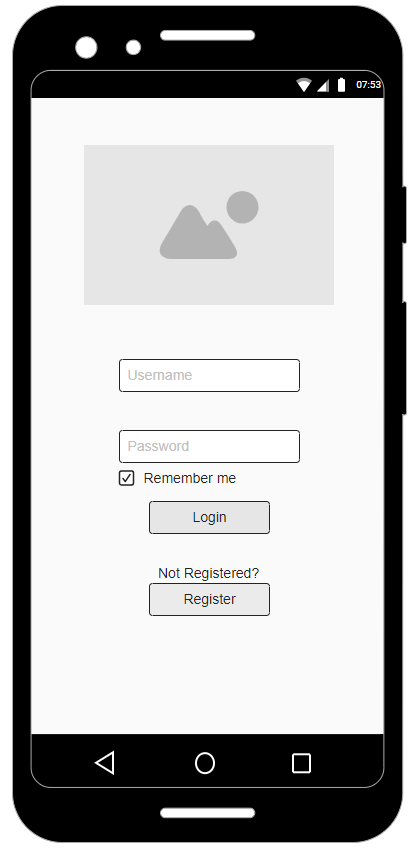 07:53
Username
Password
Remember me
Login
Not Registered?
Register